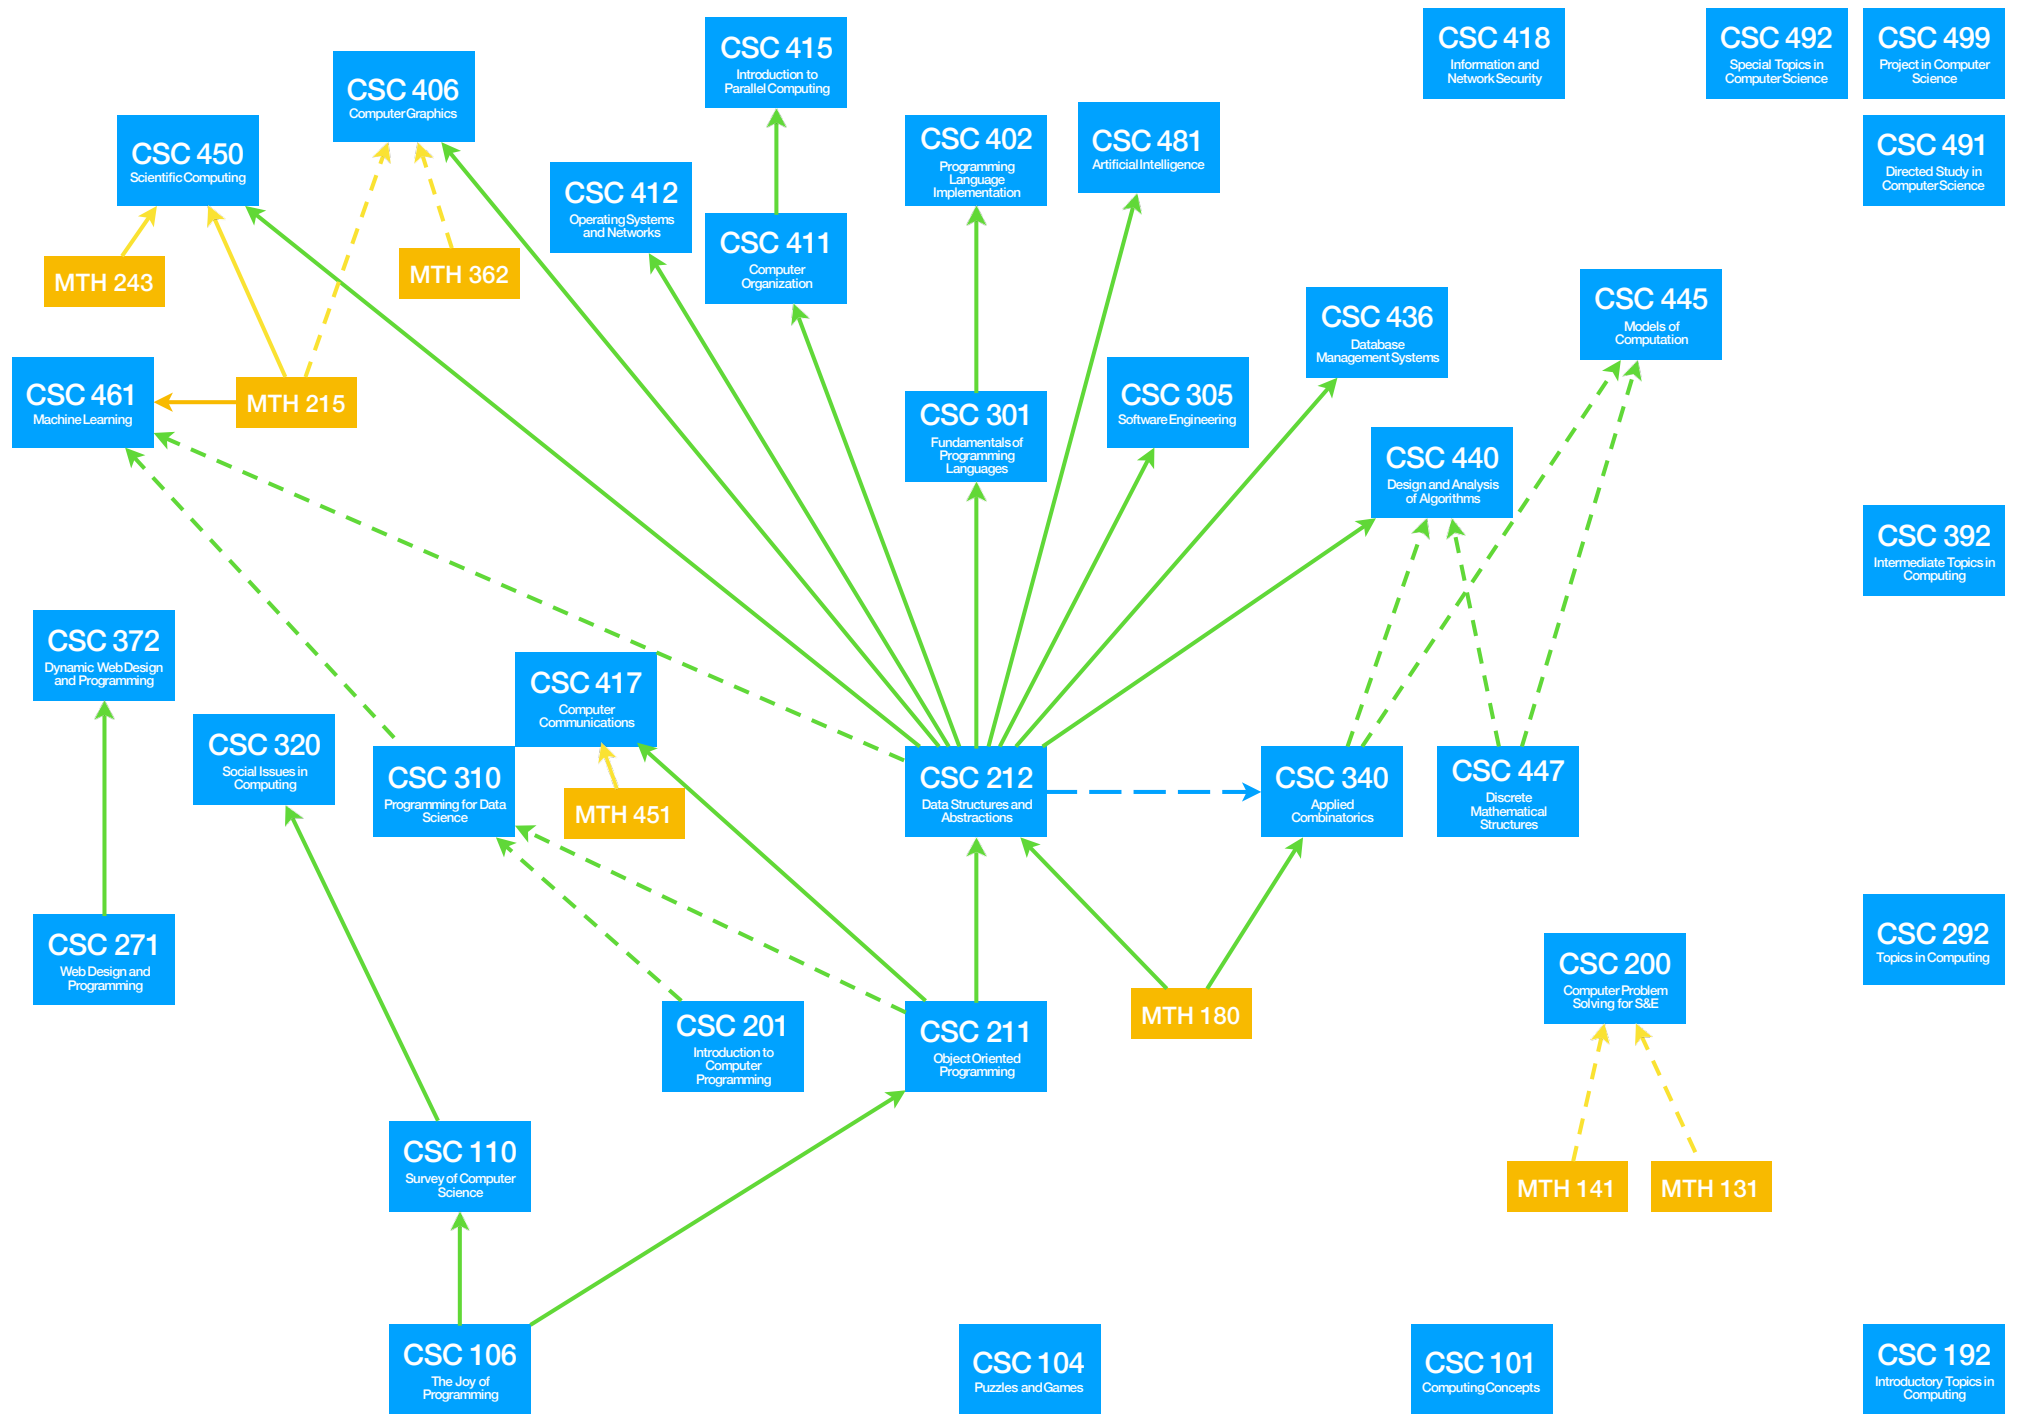 CSC 415
Introduction to
Parallel Computing
CSC 418
Information and
Network Security
CSC 492
Special Topics in
Computer Science
CSC 499
Project in Computer
Science
CSC 406
Computer Graphics
CSC 450
Scientific Computing
CSC 402
Programming
Language
Implementation
CSC 481
Artificial Intelligence
CSC 491
Directed Study in
Computer Science
CSC 412
Operating Systems
and Networks
CSC 411
Computer
Organization
MTH 243
MTH 362
CSC 436
Database
Management Systems
CSC 445
Models of
Computation
CSC 461
Machine Learning
MTH 215
CSC 301
Fundamentals of
Programming
Languages
CSC 305
Software Engineering
CSC 440
Design and Analysis
of Algorithms
CSC 392
Intermediate Topics in
Computing
CSC 372
Dynamic Web Design
and Programming
CSC 417
Computer
Communications
CSC 320
Social Issues in
Computing
CSC 310
Programming for Data
Science
MTH 451
CSC 212
Data Structures and
Abstractions
CSC 340
Applied
Combinatorics
CSC 447
Discrete
Mathematical
Structures
CSC 271
Web Design and
Programming
CSC 200
Computer Problem
Solving for S&E
CSC 292
Topics in Computing
CSC 201
Introduction to
Computer
Programming
CSC 211
Object Oriented
Programming
MTH 180
CSC 110
Survey of Computer
Science
MTH 141
MTH 131
CSC 106
The Joy of
Programming
CSC 104
Puzzles and Games
CSC 101
Computing Concepts
CSC 192
Introductory Topics in
Computing